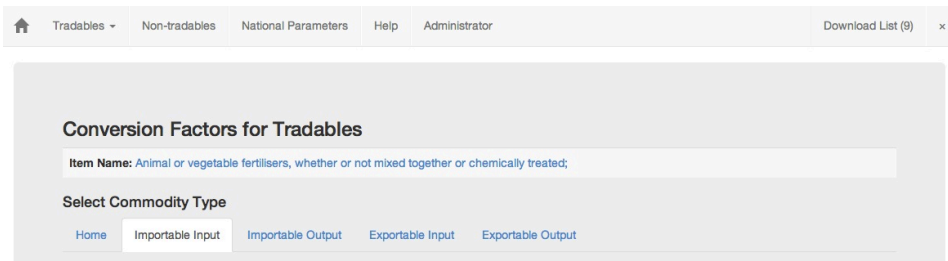 Tradables Non-tradables National Parameters Help Administrator Download List (9) ×
Conversion Factors for Tradables
Item Name: Animal or vegetable fertilisers, whether or not mixed together or chemically treated;
Select Commodity Type
Home Importable Input Importable Output Exportable Input Exportable Output